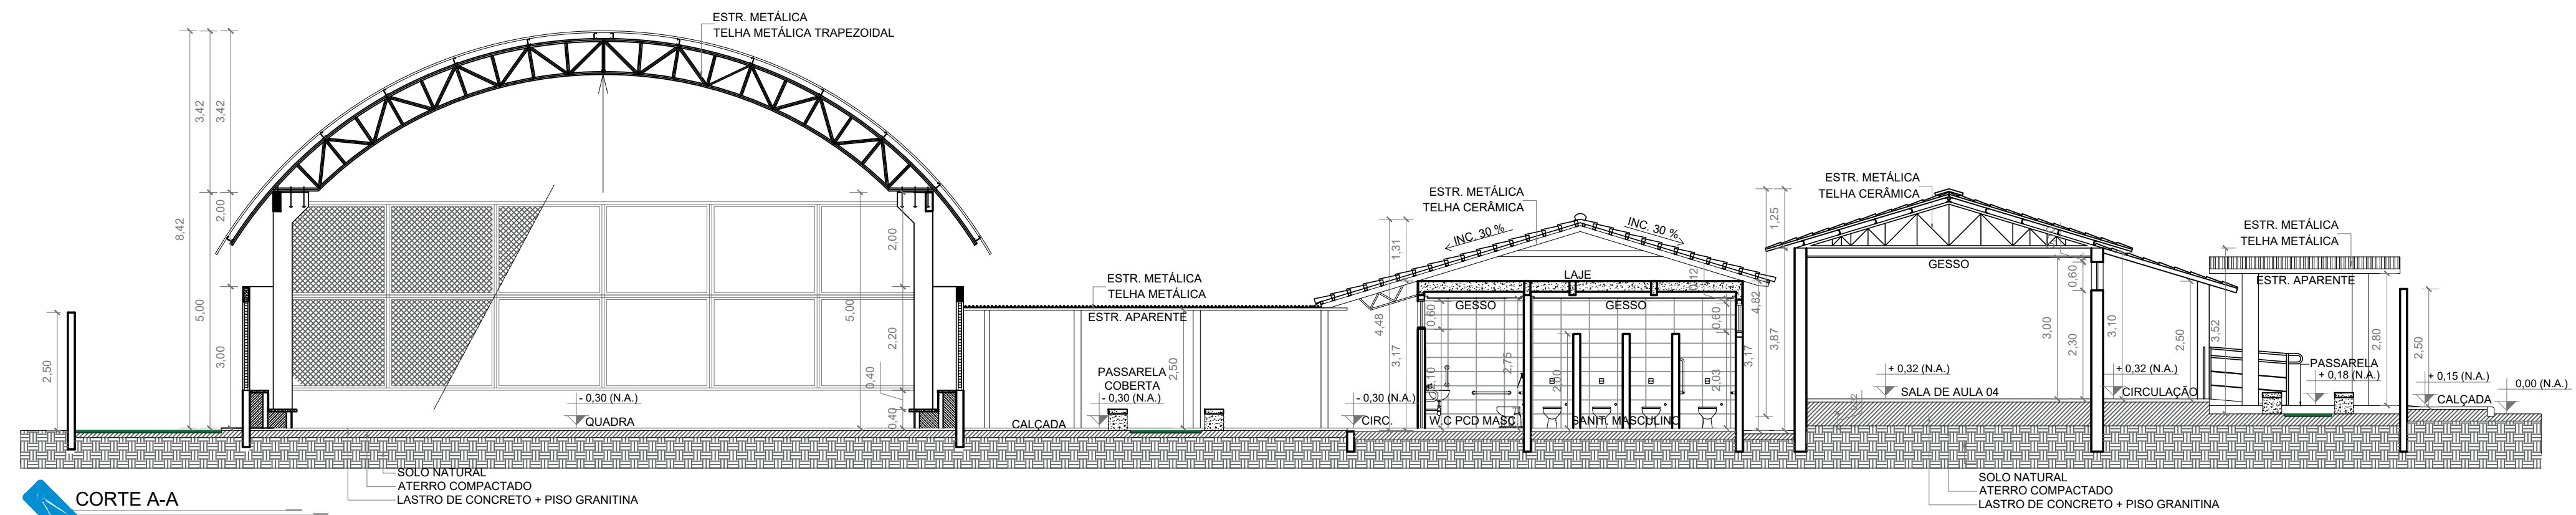 ESTR. METÁLICA
TELHA METÁLICA TRAPEZOIDAL
3,42
3,42
3,42
8,42
5,00
2,00
3,00
2,50
2,00
2,20
5,00
0,40
0,40
- 0,30 (N.A.)
QUADRA
ESTR. METÁLICA
TELHA METÁLICA
ESTR. APARENTE
PASSARELA
COBERTA
- 0,30 (N.A.)
2,50
CALÇADA
- 0,30 (N.A.)
CIRC.
ESTR. METÁLICA
TELHA CERÂMICA
INC. 30 %
INC. 30 %
1,31
4,48
3,17
LAJE
GESSO
GESSO
0,60
2,10
2,75
2,00
W.C PCD MASC
SANIT. MASCULINO
0,12
0,60
2,03
3,17
4,82
1,25
3,87
ESTR. METÁLICA
TELHA CERÂMICA
GESSO
3,00
0,60
2,30
3,10
+ 0,32 (N.A.)
SALA DE AULA 04
+ 0,32 (N.A.)
CIRCULAÇÃO
2,50
3,52
ESTR. METÁLICA
TELHA METÁLICA
ESTR. APARENTE
2,80
PASSARELA
+ 0,18 (N.A.)
2,50
+ 0,15 (N.A.)
CALÇADA
0,00 (N.A.)
SOLO NATURAL
ATERRO COMPACTADO
LASTRO DE CONCRETO + PISO GRANITINA
SOLO NATURAL
ATERRO COMPACTADO
LASTRO DE CONCRETO + PISO GRANITINA
CORTE A-A